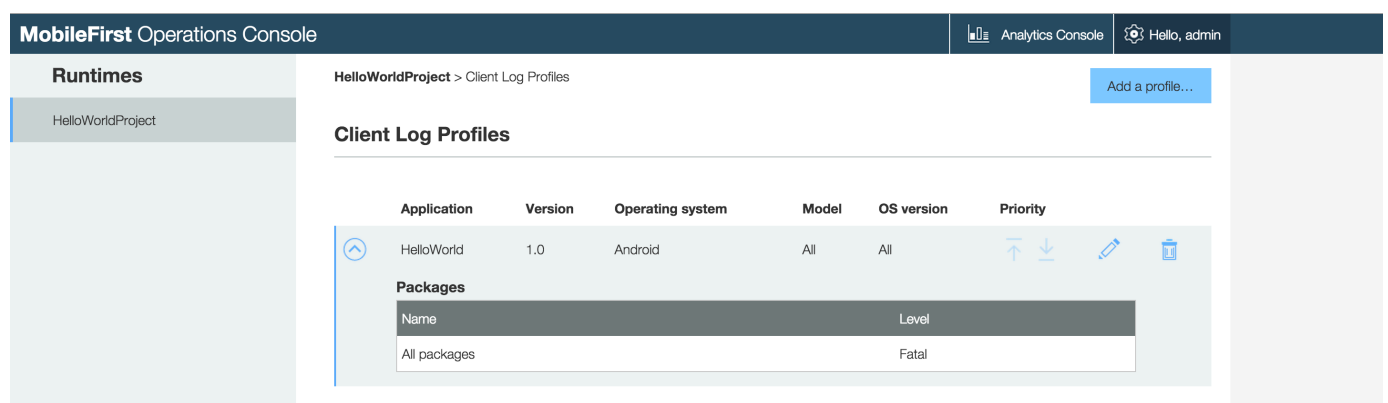 MobileFirst Operations Console
Analytics Console
Hello, admin
Runtimes
HelloWorldProject
HelloWorldProject > Client Log Profiles
Add a profile...
Client Log Profiles
Application Version Operating system Model OS version Priority
HelloWorld 1.0 Android All All
Packages
Name Level
All packages Fatal